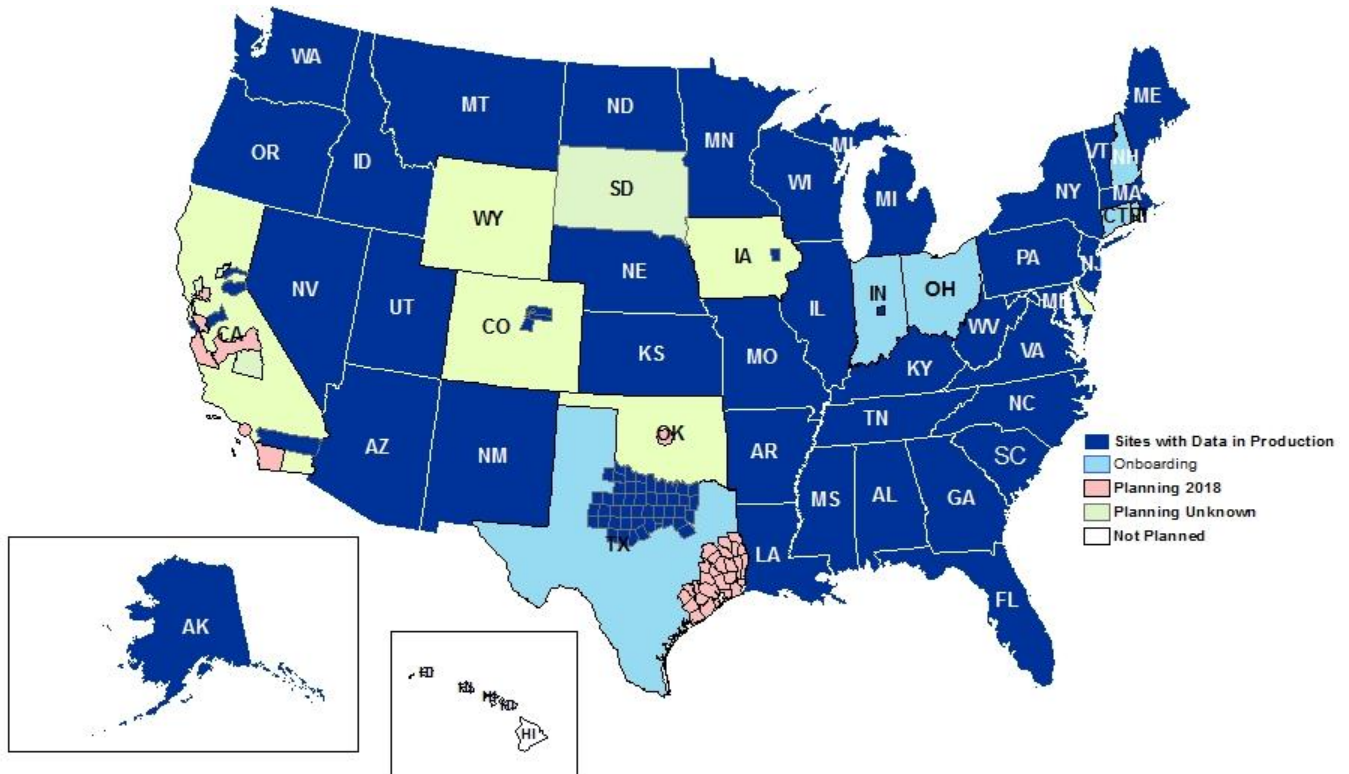 WA
MT
ND
MN
ME
OR
ID
SD
WI
MI
MI
VT
NH
NY
MA
CT
RI
WY
IA
NE
PA
NJ
NV
UT
CO
IL
IN
OH
WV
VA
CA
KS
MO
KY
NC
TN
AZ
NM
OK
AR
SC
MS
AL
GA
TX
LA
FL
Sites with Data in Production
Onboarding
Planning 2018
Planning Unknown
Not Planned
AK
HI